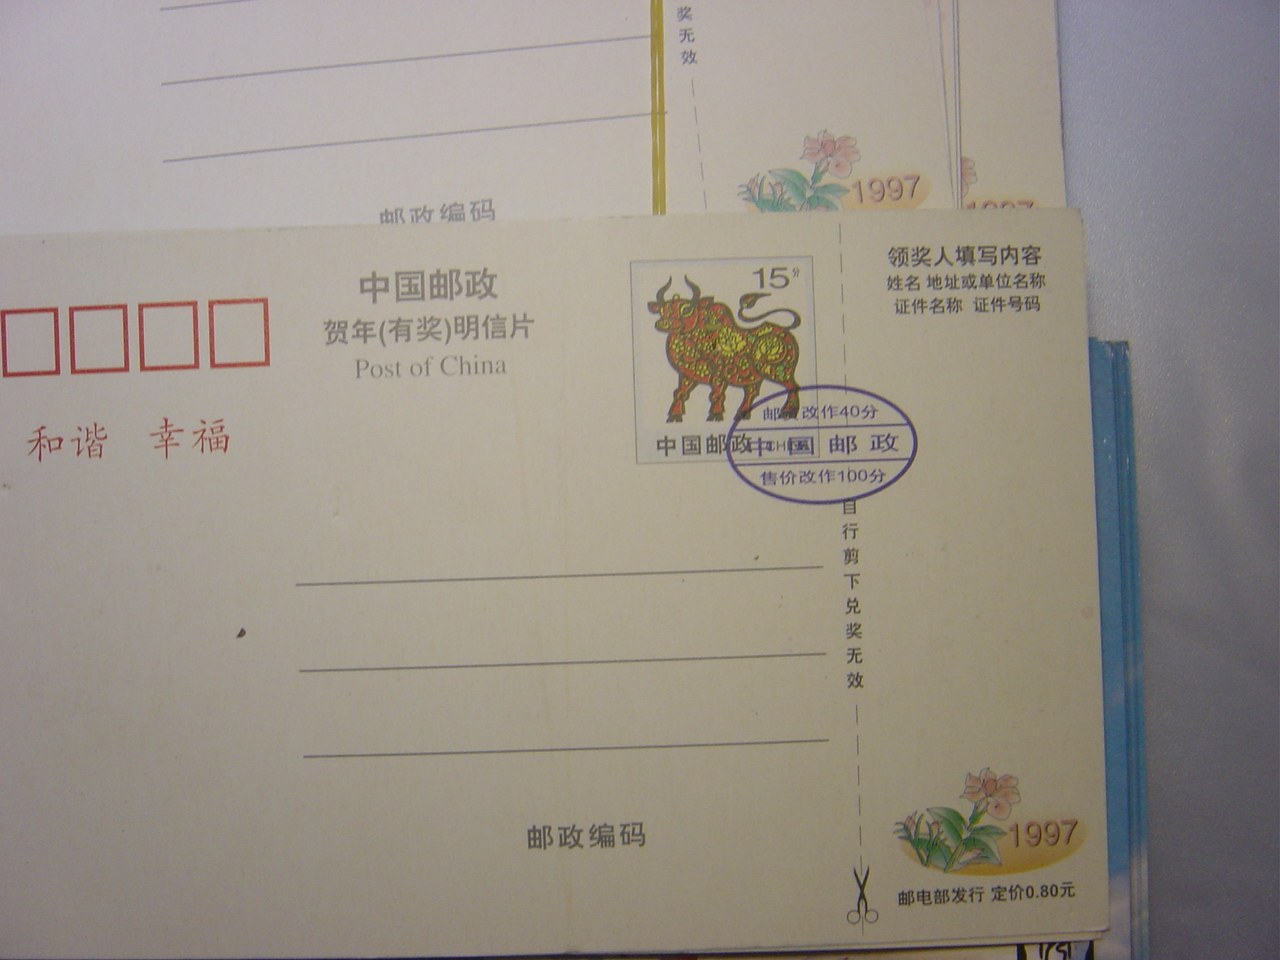 奖
无
效
1997
邮政编码
1997
中国邮政
贺年(有奖)明信片
Post of China
15分
中国邮政
邮资改作40分
中国邮政
售价改作100分
领奖人填写内容
姓名 地址或单位名称
证件名称 证件号码
和谐 幸福
自
行
剪
下
兑
奖
无
效
邮政编码
1997
邮电部发行 定价0.80元